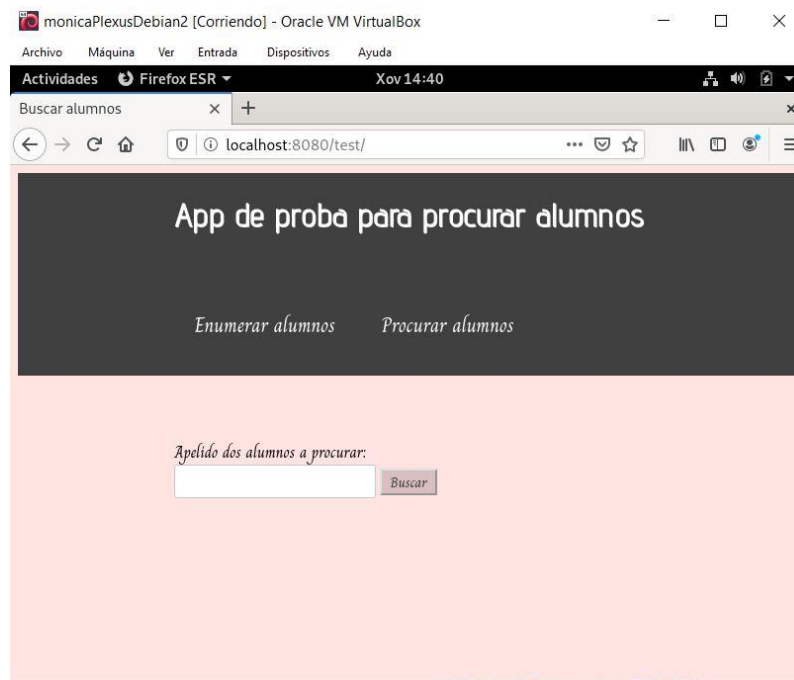 monicaPlexusDebian2 [Corriendo] - Oracle VM VirtualBox
Archivo Máquina Ver Entrada Dispositivos Ayuda
Actividades Firefox ESR Xov 14:40
Buscar alumnos
localhost:8080/test/
App de proba para procurar alumnos
Enumerar alumnos Procurar alumnos
Apelido dos alumnos a procurar:
Buscar